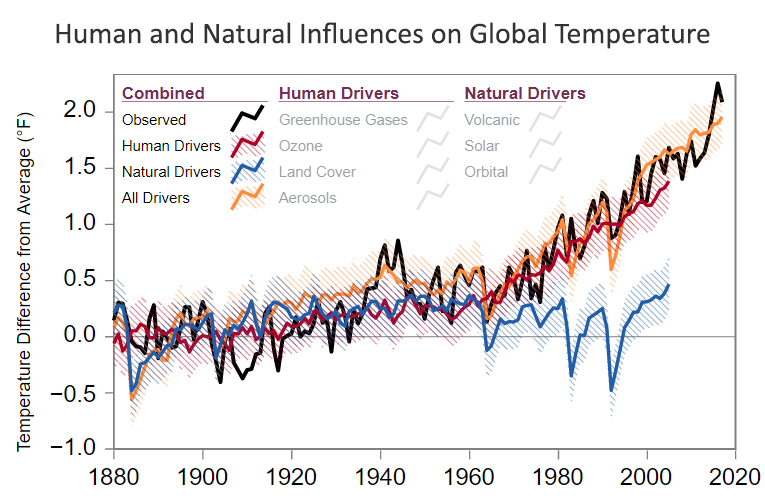 Human and Natural Influences on Global Temperature
Combined Human Drivers Natural Drivers
Observed Greenhouse Gases Volcanic
Human Drivers Ozone Solar
Natural Drivers Land Cover Orbital
All Drivers Aerosols
Temperature Difference from Average (°F)
2.0
1.5
1.0
0.5
0.0
−0.5
−1.0
1880 1900 1920 1940 1960 1980 2000 2020